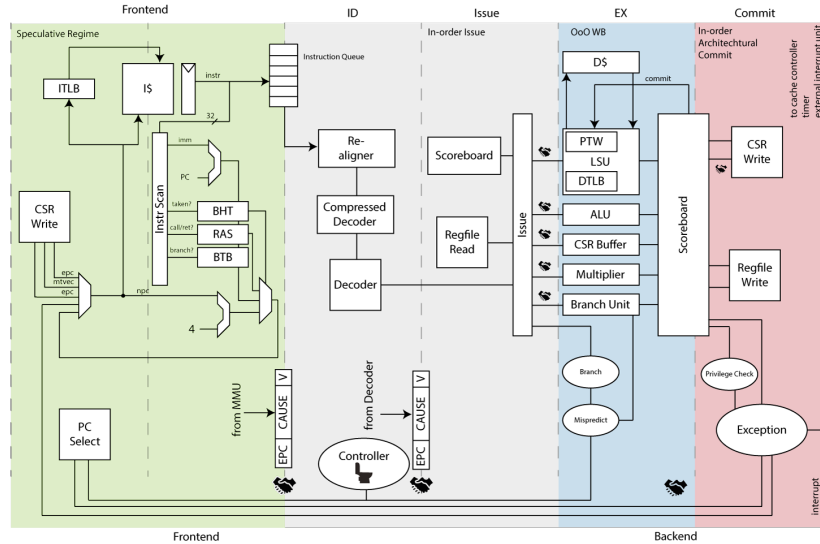 Frontend
ID
Issue
EX
Commit
Speculative Regime
In-order Issue
OoO WB
In-order
Architechtural
Commit
to cache controller
timer
external interrupt unit
ITLB
I$
instr
32
Instruction Queue
D$
commit
imm
PC
Instr Scan
taken?
BHT
call/ret?
RAS
branch?
BTB
CSR
Write
epc
mtvec
epc
npc
4
Re-
aligner
Compressed
Decoder
Decoder
Scoreboard
Regfile
Read
Issue
PTW
LSU
DTLB
ALU
CSR Buffer
Multiplier
Branch Unit
Scoreboard
CSR
Write
Regfile
Write
Branch
Mispredict
Privilege Check
Exception
PC
Select
from MMU
EPC
CAUSE
V
from Decoder
EPC
CAUSE
V
Controller
interrupt
Frontend
Backend